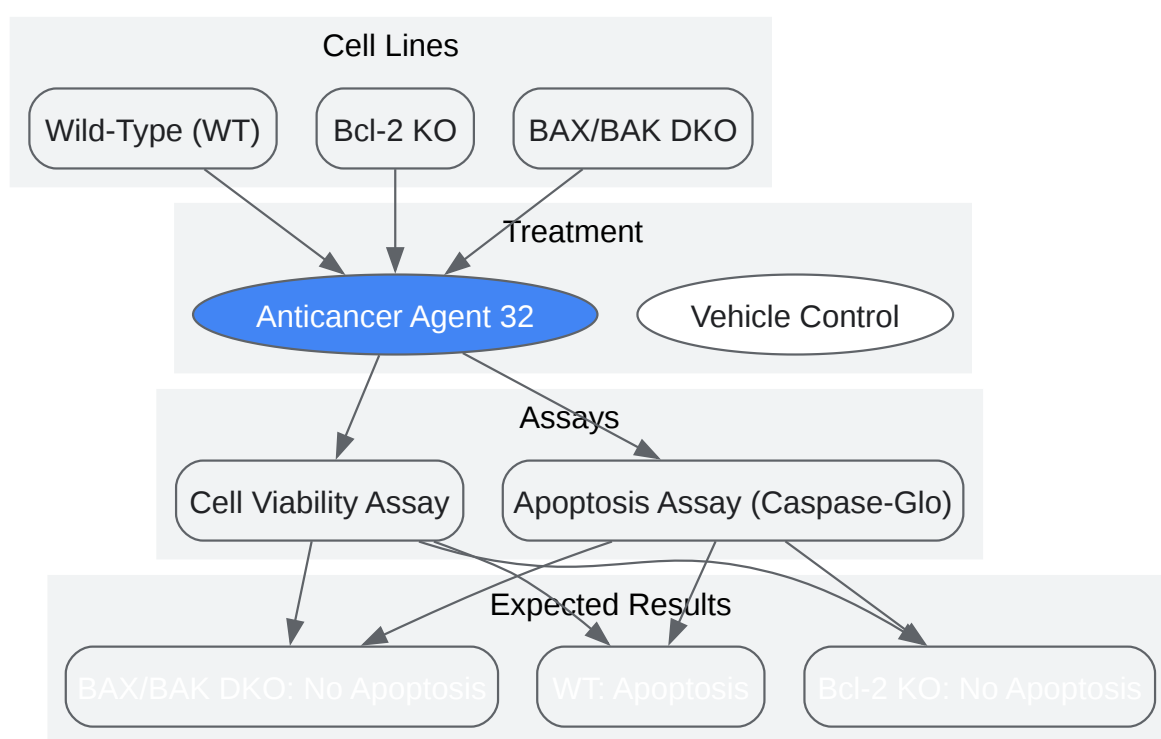 Cell Lines
Wild-Type (WT)
Bcl-2 KO
BAX/BAK DKO
Treatment
Anticancer Agent 32
Vehicle Control
Assays
Cell Viability Assay
Apoptosis Assay (Caspase-Glo)
Expected Results
BAX/BAK DKO: No Apoptosis
WT: Apoptosis
Bcl-2 KO: No Apoptosis